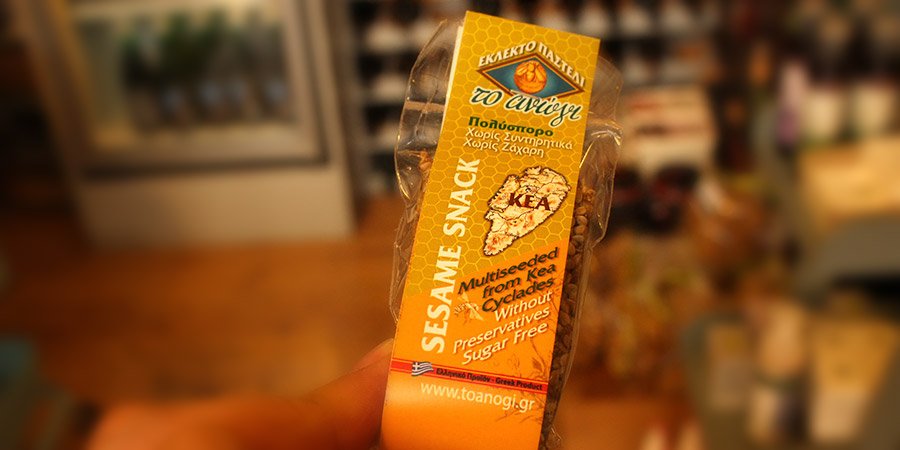 ΕΚΛΕΚΤΟ ΠΑΣΤΕΛΙ
το ανώγι
Πολύσπορο
Χωρίς Συντηρητικά
Χωρίς Ζάχαρη
KEA
SESAME SNACK
Multiseeded
from Kea
Cyclades
Without
Preservatives
Sugar Free
Ελληνικό Προϊόν - Greek Product
www.toanogi.gr